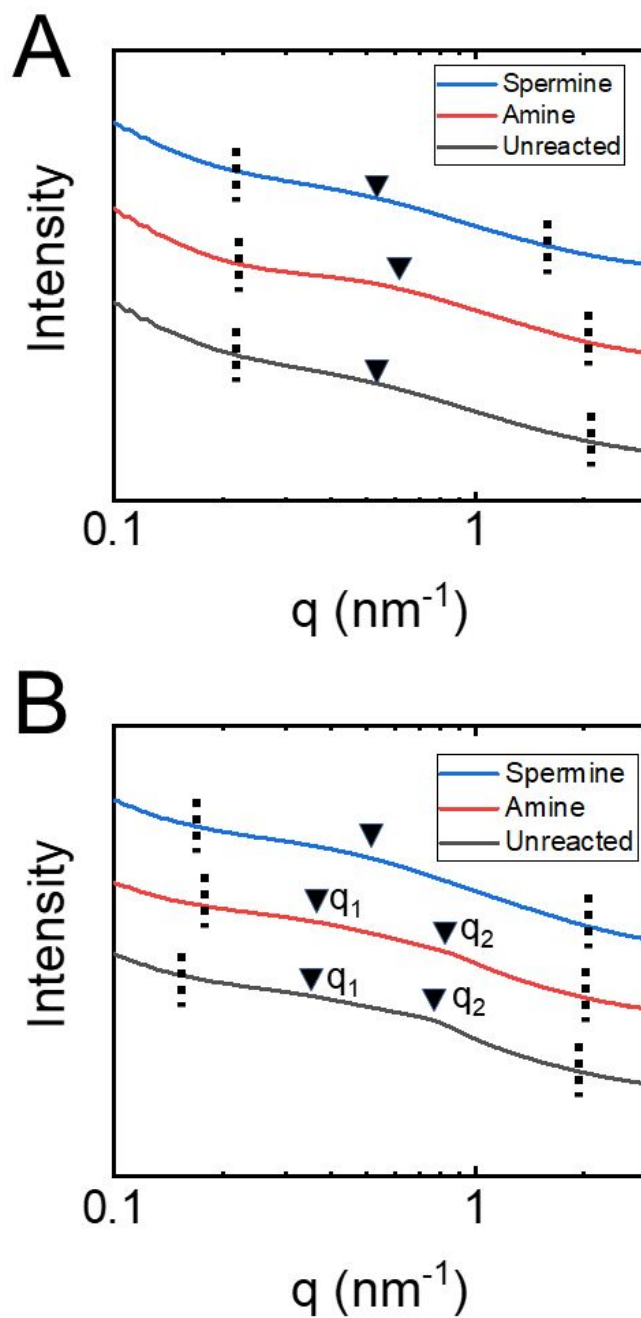 A
Spermine
Amine
Unreacted
Intensity
0.1
1
q (nm⁻¹)
B
Spermine
Amine
Unreacted
q₁
q₂
q₁
q₂
Intensity
0.1
1
q (nm⁻¹)